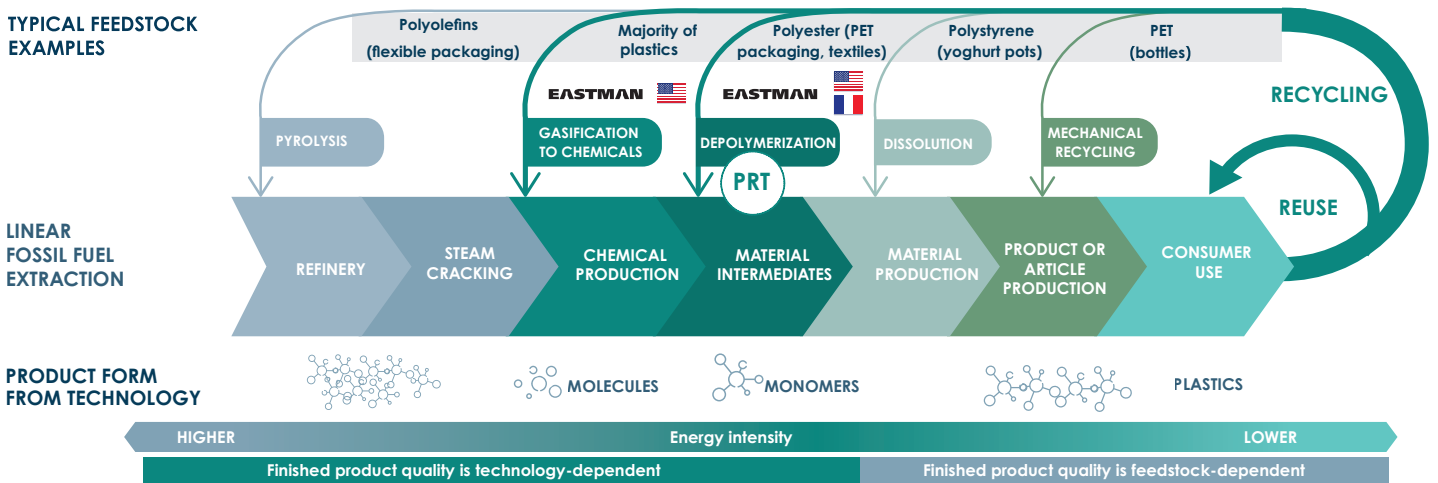 TYPICAL FEEDSTOCK
EXAMPLES
Polyolefins
(flexible packaging)
Majority of
plastics
Polyester (PET
packaging, textiles)
Polystyrene
(yoghurt pots)
PET
(bottles)
EASTMAN
EASTMAN
RECYCLING
PYROLYSIS
GASIFICATION
TO CHEMICALS
DEPOLYMERIZATION
DISSOLUTION
MECHANICAL
RECYCLING
PRT
REUSE
LINEAR
FOSSIL FUEL
EXTRACTION
REFINERY
STEAM
CRACKING
CHEMICAL
PRODUCTION
MATERIAL
INTERMEDIATES
MATERIAL
PRODUCTION
PRODUCT OR
ARTICLE
PRODUCTION
CONSUMER
USE
PRODUCT FORM
FROM TECHNOLOGY
MOLECULES
MONOMERS
PLASTICS
HIGHER
Energy intensity
LOWER
Finished product quality is technology-dependent
Finished product quality is feedstock-dependent